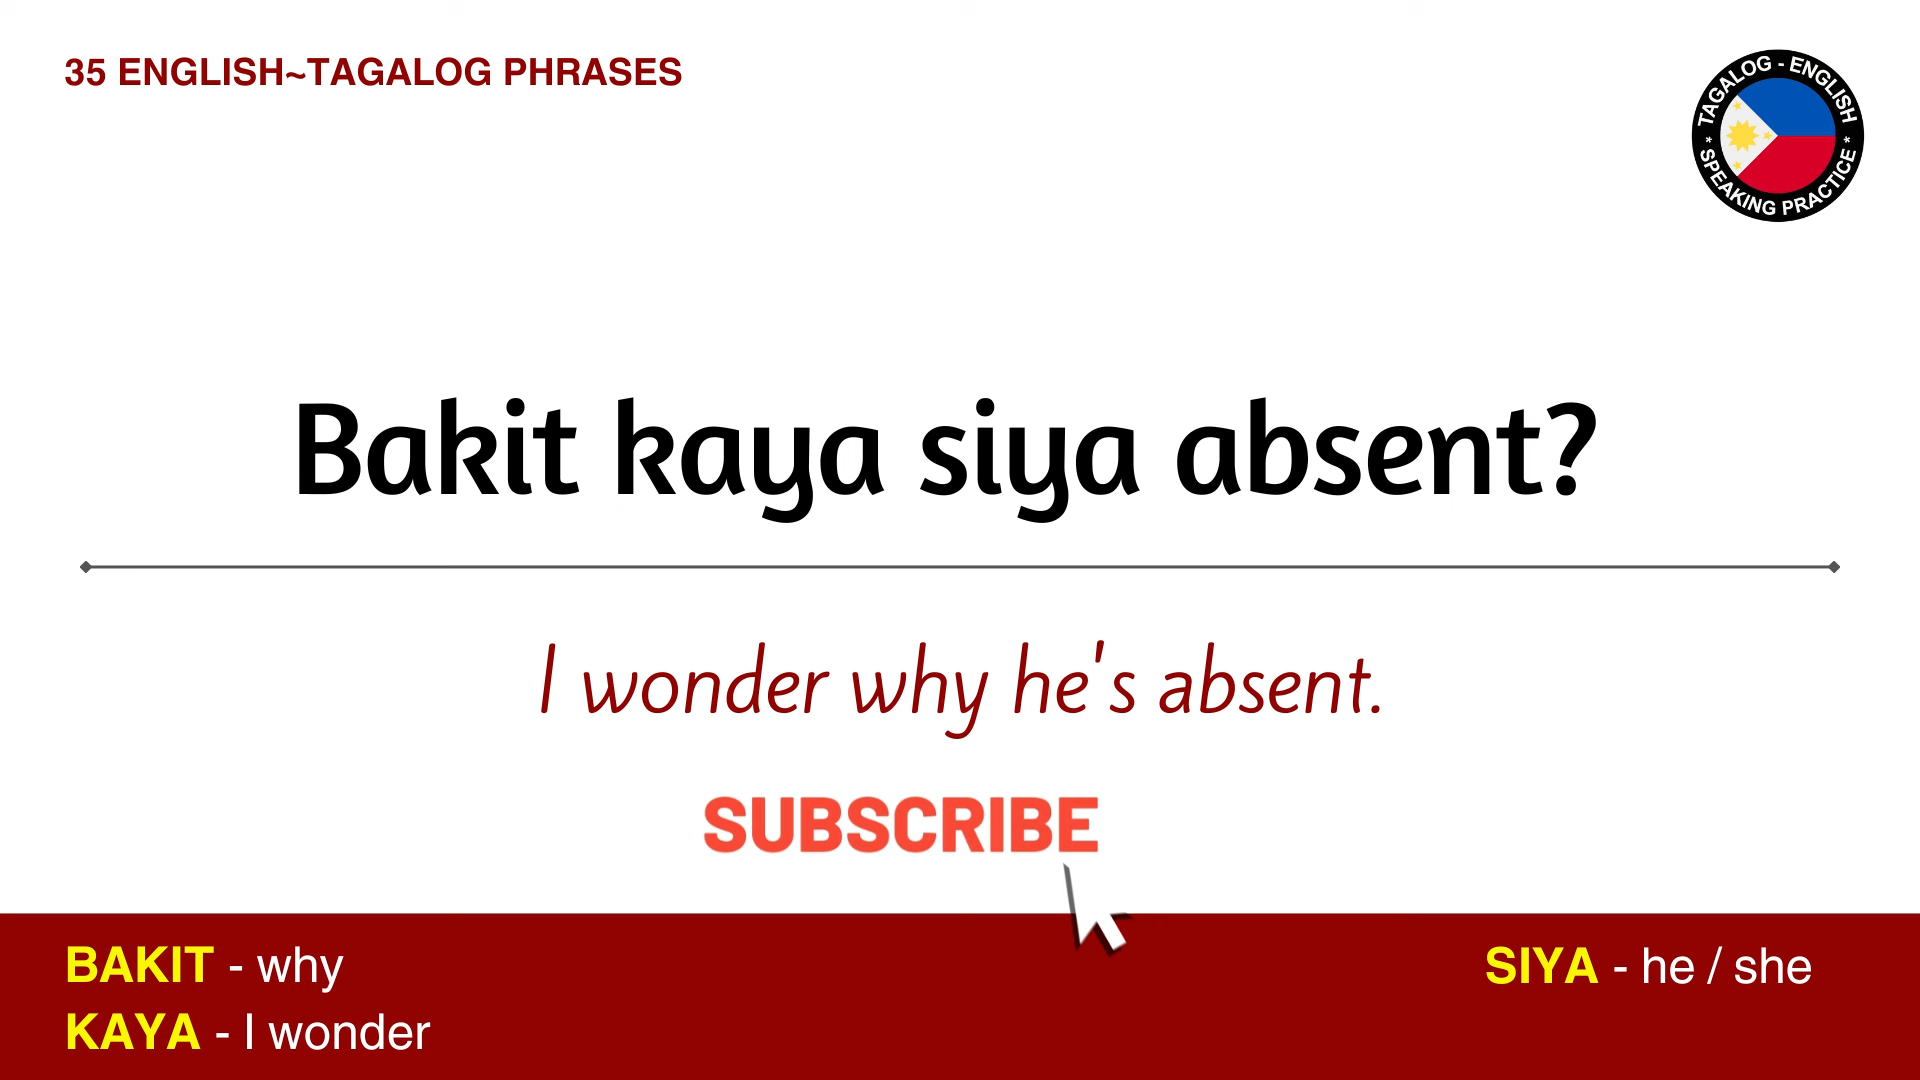 35 ENGLISH~TAGALOG PHRASES
TAGALOG - ENGLISH
* SPEAKING PRACTICE *
Bakit kaya siya absent?
I wonder why he's absent.
SUBSCRIBE
BAKIT - why
KAYA - I wonder
SIYA - he / she